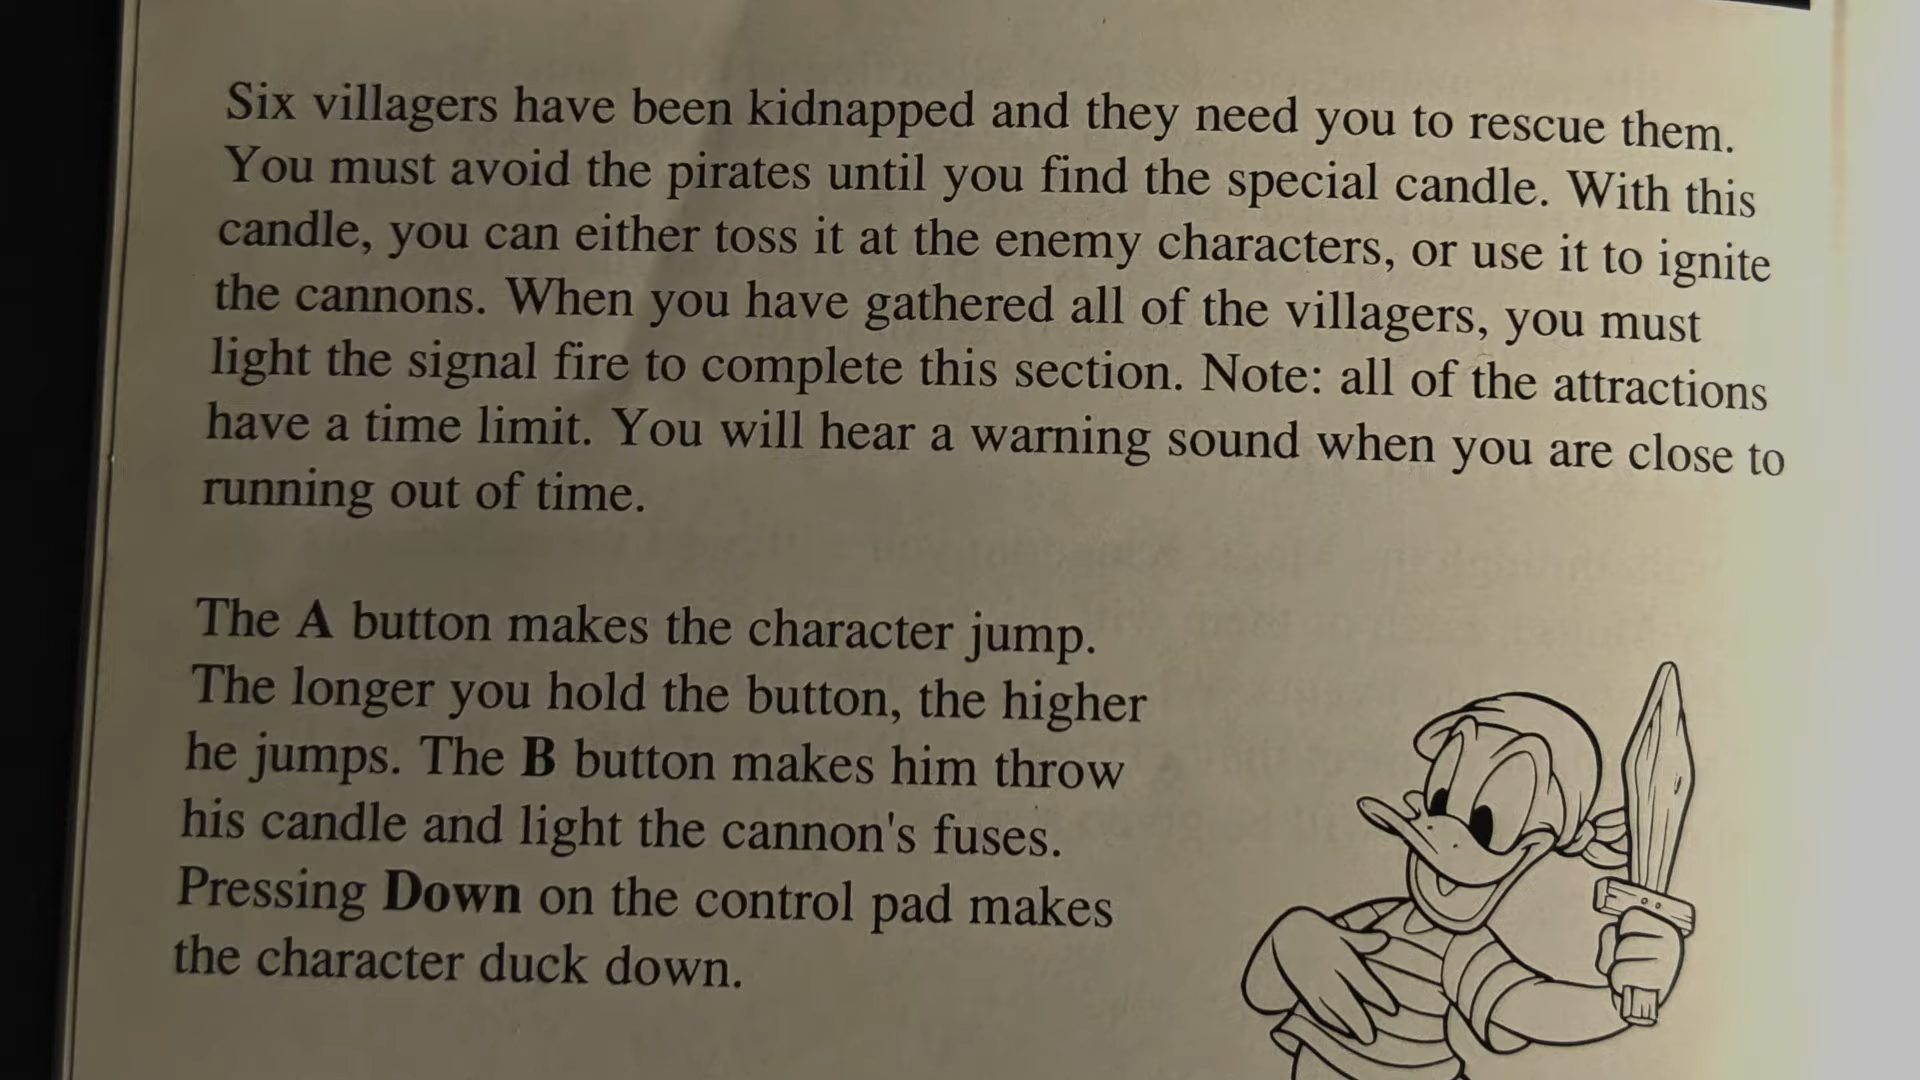 Six villagers have been kidnapped and they need you to rescue them.
You must avoid the pirates until you find the special candle. With this
candle, you can either toss it at the enemy characters, or use it to ignite
the cannons. When you have gathered all of the villagers, you must
light the signal fire to complete this section. Note: all of the attractions
have a time limit. You will hear a warning sound when you are close to
running out of time.
The A button makes the character jump.
The longer you hold the button, the higher
he jumps. The B button makes him throw
his candle and light the cannon's fuses.
Pressing Down on the control pad makes
the character duck down.